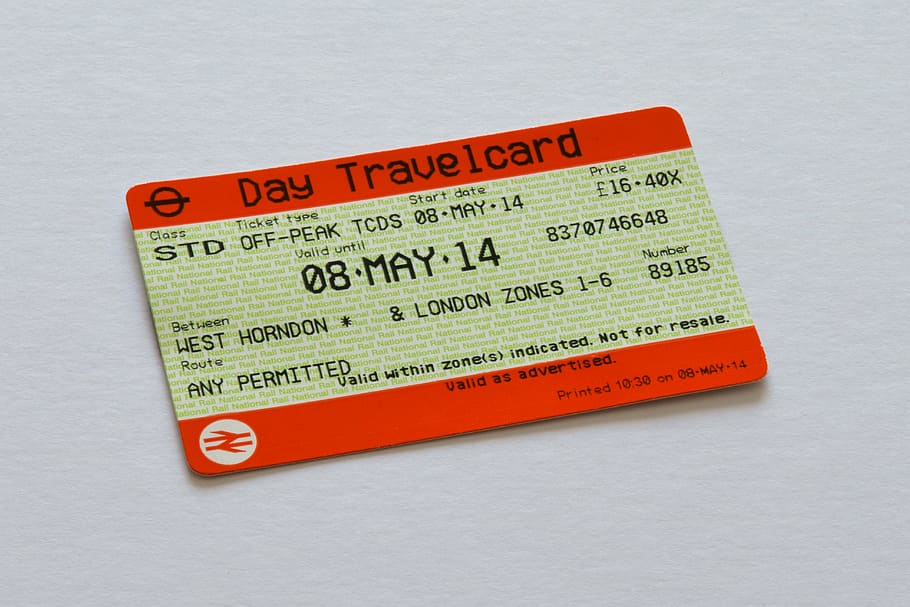 Day Travelcard
Class Ticket type Start date Price
STD OFF-PEAK TCDS 08·MAY·14 £16·40X
Valid until
08·MAY·14 8370746648
Number
89185
Between
WEST HORNDON * & LONDON ZONES 1-6
Route
ANY PERMITTED
Valid within zone(s) indicated. Not for resale.
Valid as advertised.
Printed 10:30 on 08·MAY·14